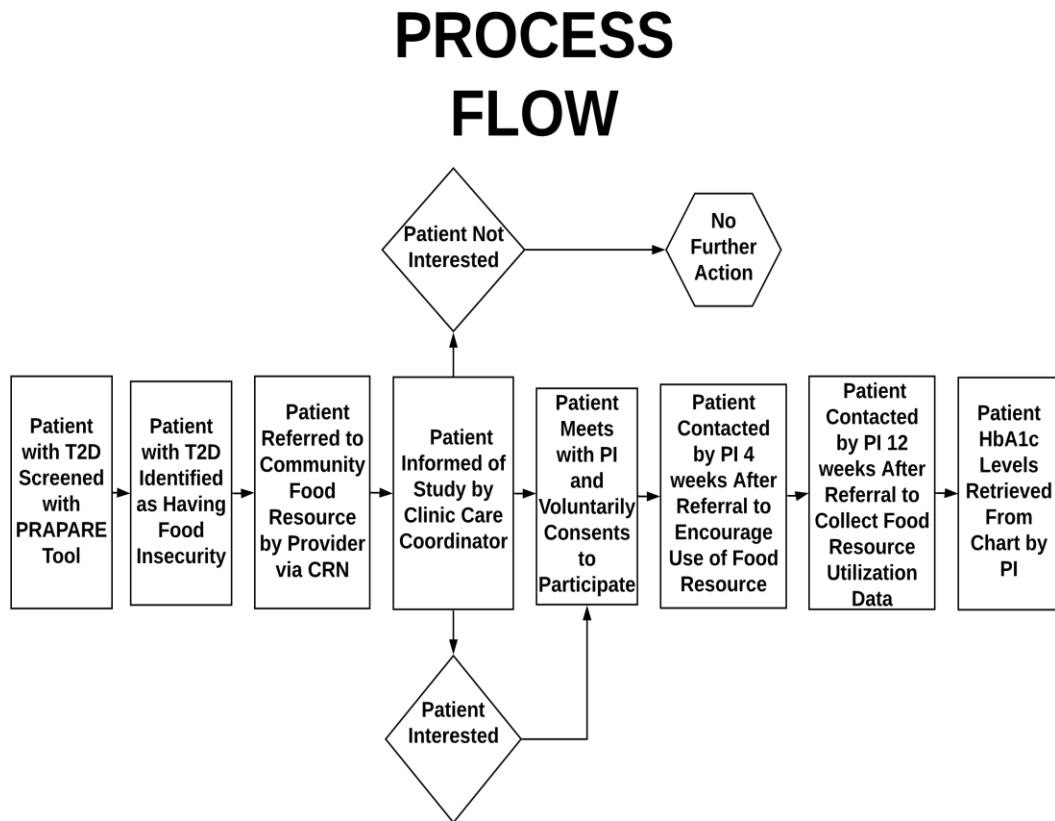 PROCESS
FLOW
Patient Not
Interested
No
Further
Action
Patient
with T2D
Screened
with
PRAPARE
Tool
Patient
with T2D
Identified
as Having
Food
Insecurity
Patient
Referred to
Community
Food
Resource
by Provider
via CRN
Patient
Informed of
Study by
Clinic Care
Coordinator
Patient
Meets
with PI
and
Voluntarily
Consents
to
Participate
Patient
Contacted
by PI 4
weeks After
Referral to
Encourage
Use of Food
Resource
Patient
Contacted
by PI 12
weeks After
Referral to
Collect Food
Resource
Utilization
Data
Patient
HbA1c
Levels
Retrieved
From
Chart by
PI
Patient
Interested